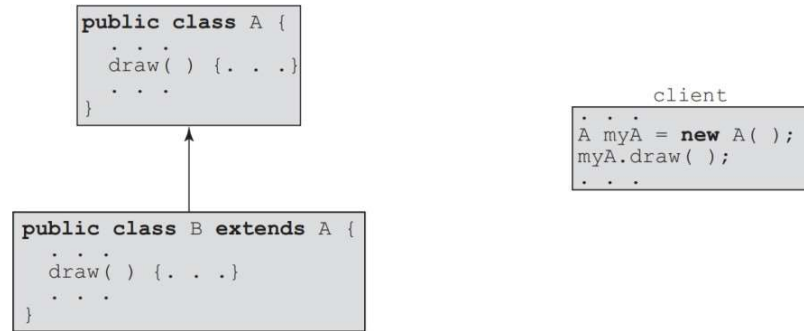 public class A {
. . .
draw( ) {. . .}
. . .
}
client
. . .
A myA = new A( );
myA.draw( );
. . .
public class B extends A {
. . .
draw( ) {. . .}
. . .
}